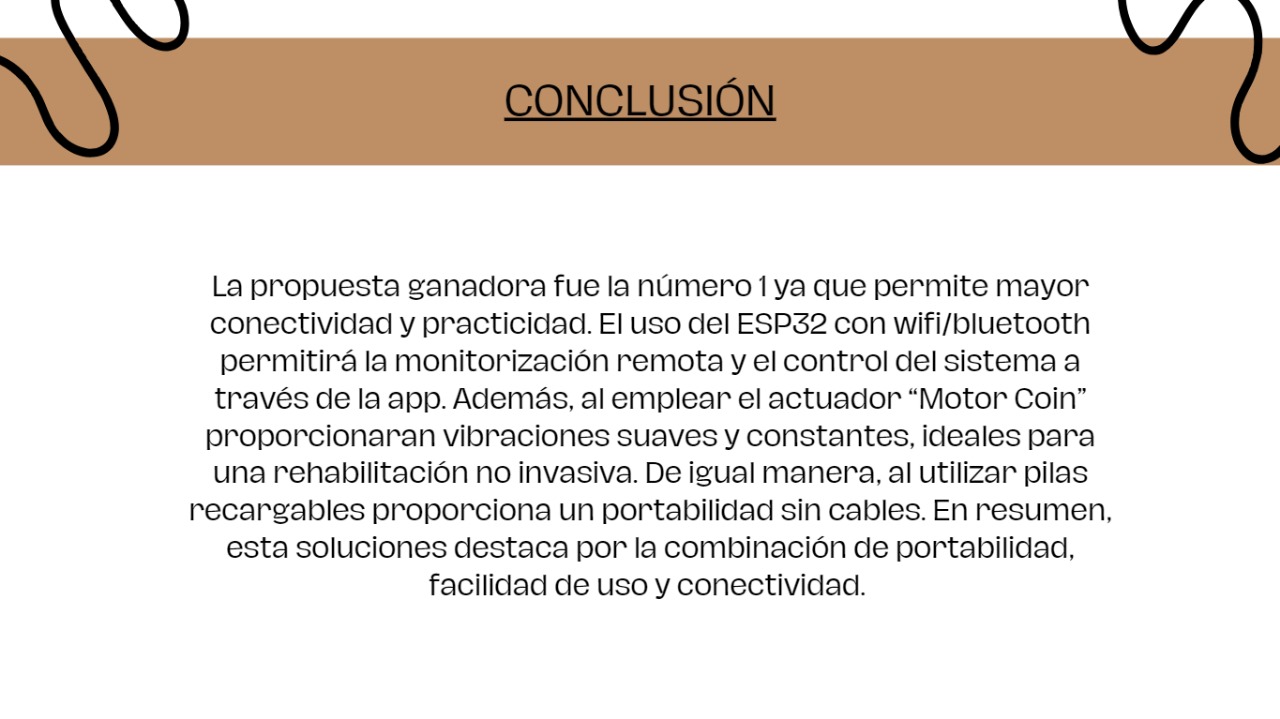 CONCLUSIÓN
La propuesta ganadora fue la número 1 ya que permite mayor
conectividad y practicidad. El uso del ESP32 con wifi/bluetooth
permitirá la monitorización remota y el control del sistema a
través de la app. Además, al emplear el actuador “Motor Coin”
proporcionaran vibraciones suaves y constantes, ideales para
una rehabilitación no invasiva. De igual manera, al utilizar pilas
recargables proporciona un portabilidad sin cables. En resumen,
esta soluciones destaca por la combinación de portabilidad,
facilidad de uso y conectividad.